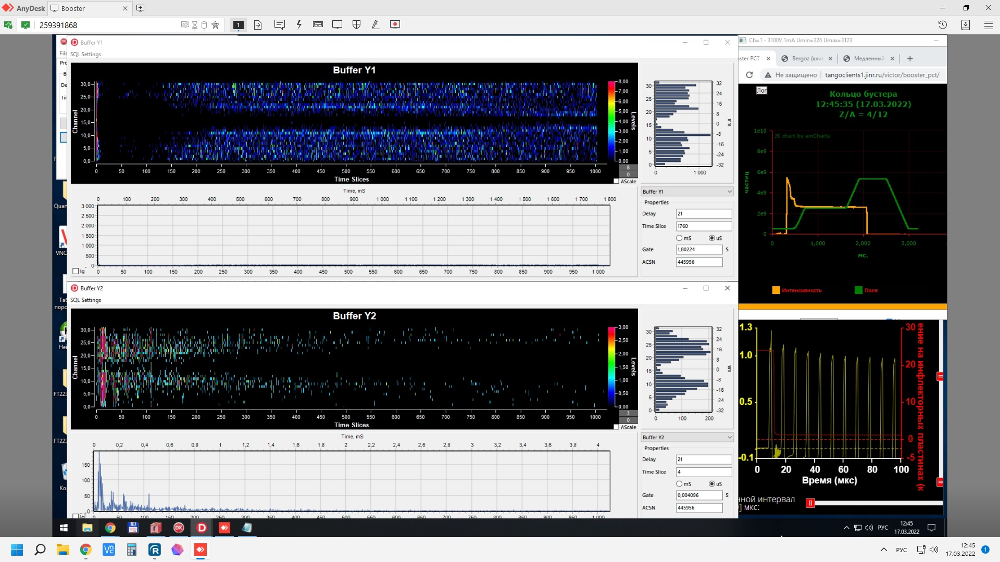 AnyDesk
Booster
259391868
1
Buffer Y1
SQL Settings
File
Buffer Y1
30,0
25,0
20,0
15,0
10,0
5,0
0,0
Channel
0 50 100 150 200 250 300 350 400 450 500 550 600 650 700 750 800 850 900 950 1000
Time Slices
8,00
7,00
6,00
5,00
4,00
3,00
2,00
1,00
0,00
Levels
8
0
AScale
30
25
20
15
10
5
0
32
24
16
8
0
-8
-16
-24
-32
mm
0 1 000
Time, mS
0 100 200 300 400 500 600 700 800 900 1 000 1 100 1 200 1 300 1 400 1 500 1 600 1 700 1 800
3 000
2 500
2 000
1 500
1 000
500
0
lg
0 50 100 150 200 250 300 350 400 450 500 550 600 650 700 750 800 850 900 950 1 000
Buffer Y1
Properties
Delay 21
Time Slice 1760
mS uS
Gate 1,80224 S
ACSN 445956
Buffer Y2
SQL Settings
Buffer Y2
30,0
25,0
20,0
15,0
10,0
5,0
0,0
Channel
0 50 100 150 200 250 300 350 400 450 500 550 600 650 700 750 800 850 900 950 1000
Time Slices
3,00
2,50
2,00
1,50
1,00
0,50
0,00
Levels
3
0
AScale
30
25
20
15
10
5
0
32
24
16
8
0
-8
-16
-24
-32
mm
0 100 200
Time, mS
0 0,2 0,4 0,6 0,8 1 1,2 1,4 1,6 1,8 2 2,2 2,4 2,6 2,8 3 3,2 3,4 3,6 3,8 4
150
100
50
0
lg
0 50 100 150 200 250 300 350 400 450 500 550 600 650 700 750 800 850 900 950 1 000
Buffer Y2
Properties
Delay 21
Time Slice 4
mS uS
Gate 0,004096 S
ACSN 445956
Ch=1 - 3100V 1mA Umin=326 Umax=3123
ster PCT
Bergoz (клие
Медленный
Не защищено
tangoclients1.jinr.ru/victor/booster_pct/
Лог
Кольцо бустера
12:45:35 (17.03.2022)
Z/A = 4/12
JS chart by amCharts
1e10
8e9
6e9
4e9
2e9
0
частиц
0 1,000 2,000 3,000
мс.
Интенсивность
Поле
1.3
1.0
0.5
-0.1
30
20
10
0
-5
ение на инфлекторных пластинах (к
0 20 40 60 80 100
Время (мкс)
нной интервал
] мкс:
VNC
FT223
FT223
РУС
12:45
17.03.2022
РУС
12:45
17.03.2022
1